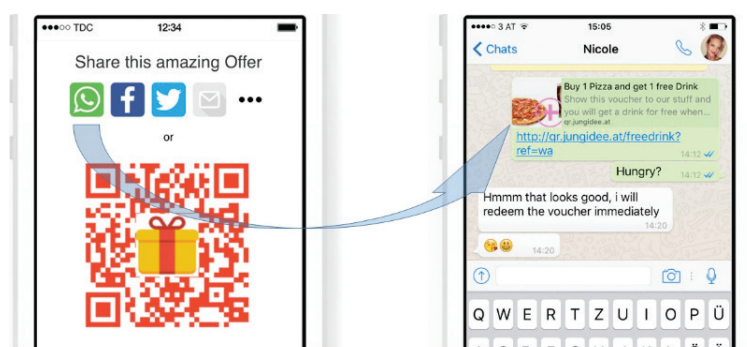 TDC 12:34
Share this amazing Offer
or
3 AT 15:05
Chats Nicole
Buy 1 Pizza and get 1 free Drink
Show this voucher to our stuff and
you will get a drink for free when...
qr.jungidee.at
http://qr.jungidee.at/freedrink?
ref=wa
14:12
Hungry?
14:12
Hmmm that looks good, i will
redeem the voucher immediately
14:20
14:20
Q W E R T Z U I O P Ü